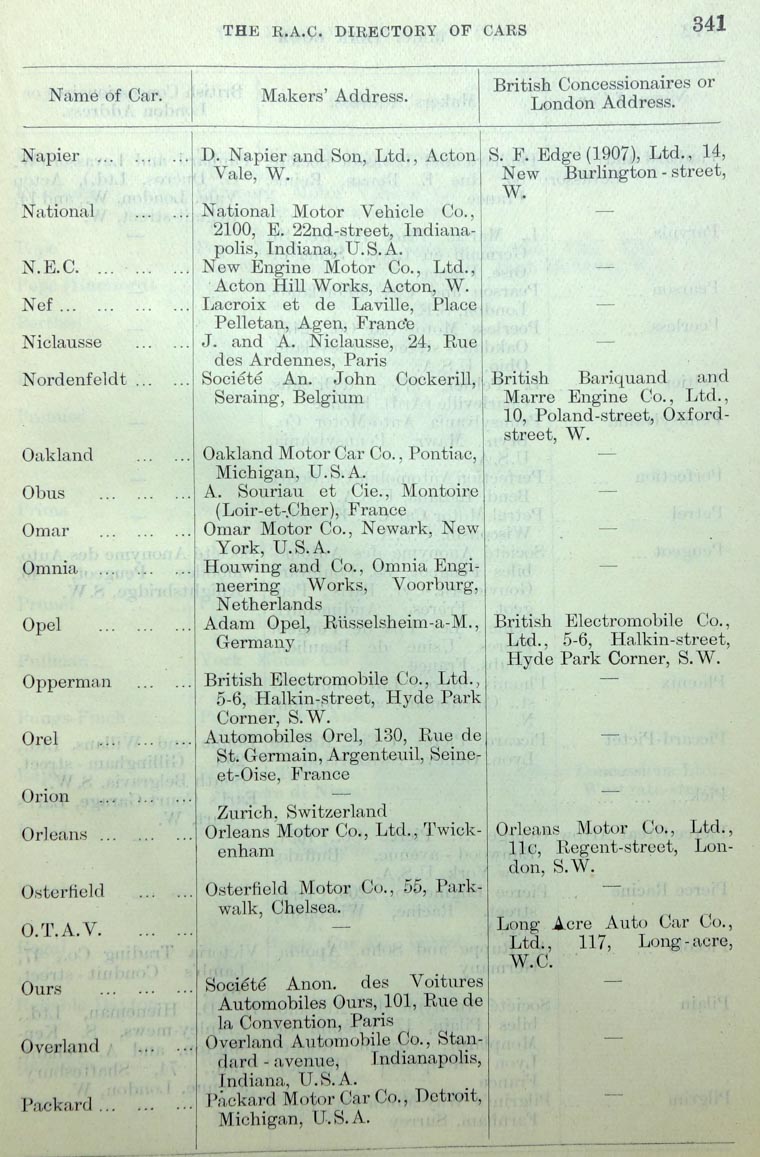 THE R.A.C. DIRECTORY OF CARS 341
Name of Car. Makers' Address. British Concessionaires or
London Address.
Napier ... ... ... D. Napier and Son, Ltd., Acton S. F. Edge (1907), Ltd., 14,
Vale, W. New Burlington-street,
W.
National ... ... National Motor Vehicle Co., —
2100, E. 22nd-street, Indiana-
polis, Indiana, U.S.A.
N.E.C. ... ... ... New Engine Motor Co., Ltd., —
Acton Hill Works, Acton, W.
Nef ... ... ... ... Lacroix et de Laville, Place —
Pelletan, Agen, France
Niclausse ... ... J. and A. Niclausse, 24, Rue —
des Ardennes, Paris
Nordenfeldt ... ... Société An. John Cockerill, British Bariquand and
Seraing, Belgium Marre Engine Co., Ltd.,
10, Poland-street, Oxford-
street, W.
Oakland ... ... Oakland Motor Car Co., Pontiac, —
Michigan, U.S.A.
Obus ... ... ... A. Souriau et Cie., Montoire —
(Loir-et-Cher), France
Omar ... ... ... Omar Motor Co., Newark, New —
York, U.S.A.
Omnia ... ... ... Houwing and Co., Omnia Engi- —
neering Works, Voorburg,
Netherlands
Opel ... ... ... Adam Opel, Rüsselsheim-a-M., British Electromobile Co.,
Germany Ltd., 5-6, Halkin-street,
Hyde Park Corner, S.W.
Opperman ... ... British Electromobile Co., Ltd., —
5-6, Halkin-street, Hyde Park
Corner, S.W.
Orel ... ... ... Automobiles Orel, 130, Rue de —
St. Germain, Argenteuil, Seine-
et-Oise, France
Orion ... ... ... — —
Zurich, Switzerland
Orleans ... ... ... Orleans Motor Co., Ltd., Twick- Orleans Motor Co., Ltd.,
enham 11c, Regent-street, Lon-
don, S.W.
Osterfield ... ... Osterfield Motor Co., 55, Park- —
walk, Chelsea.
O.T.A.V. ... ... — Long Acre Auto Car Co.,
Ltd., 117, Long-acre,
W.C.
Ours ... ... ... Société Anon. des Voitures —
Automobiles Ours, 101, Rue de
la Convention, Paris
Overland ... ... Overland Automobile Co., Stan- —
dard-avenue, Indianapolis,
Indiana, U.S.A.
Packard ... ... ... Packard Motor Car Co., Detroit, —
Michigan, U.S.A.